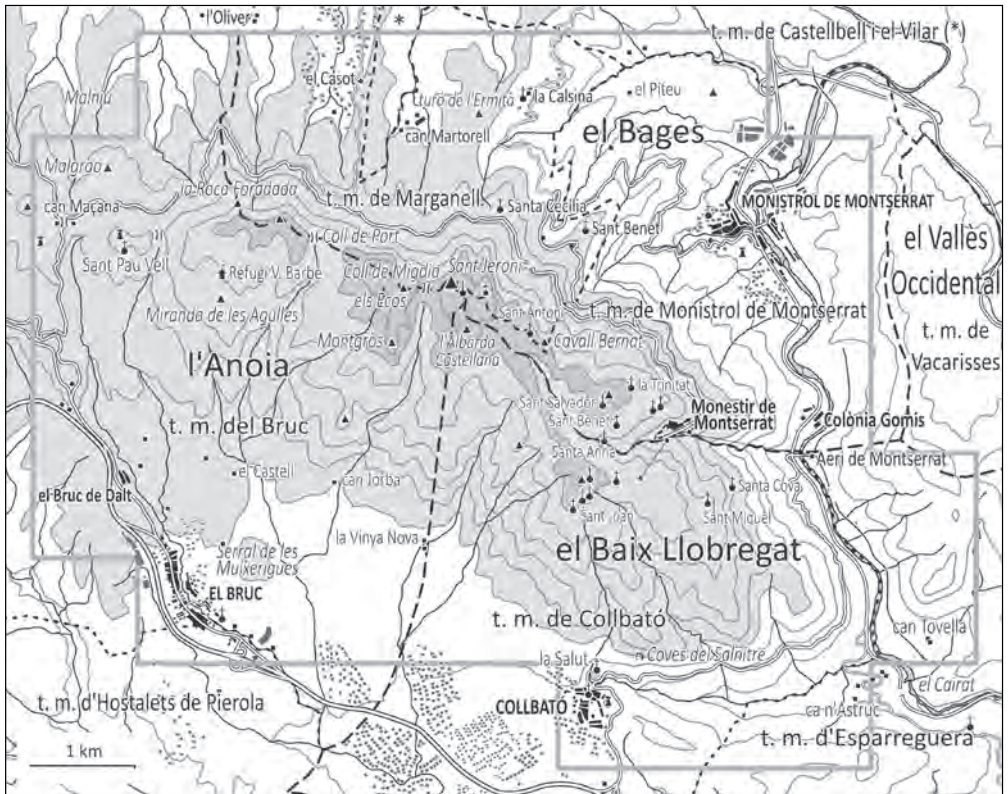 l'Oliver
*
t. m. de Castellbell i el Vilar (*)
el Casot
Malniu
Turó de l'Ermità
la Calsina
el Piteu
can Martorell
el Bages
la Roca Foradada
can Maçana
t. m. de Marganell
Santa Cecília
MONISTROL DE MONTSERRAT
Sant Benet
el Vallès
Occidental
Coll de Port
Sant Pau Vell
Refugi V. Barbe
Coll de Migdia
Sant Jeroni
els Ecos
t. m. de Monistrol de Montserrat
Miranda de les Agulles
Sant Antoni
Montgròs
l'Albarda
Castellana
Cavall Bernat
t. m. de
Vacarisses
l'Anoia
la Trinitat
Sant Salvador
Sant Benet
Monestir de
Montserrat
Colònia Gomis
t. m. del Bruc
Santa Anna
Aeri de Montserrat
el Castell
can Jorba
el Bruc de Dalt
Santa Cova
Sant Joan
Sant Miquel
la Vinya Nova
el Baix Llobregat
Serral de les
Muixerigues
EL BRUC
t. m. de Collbató
can Tovella
la Salut
Coves del Salnitre
el Cairat
t. m. d'Hostalets de Pierola
COLLBATÓ
ca n'Astruc
t. m. d'Esparreguera
1 km